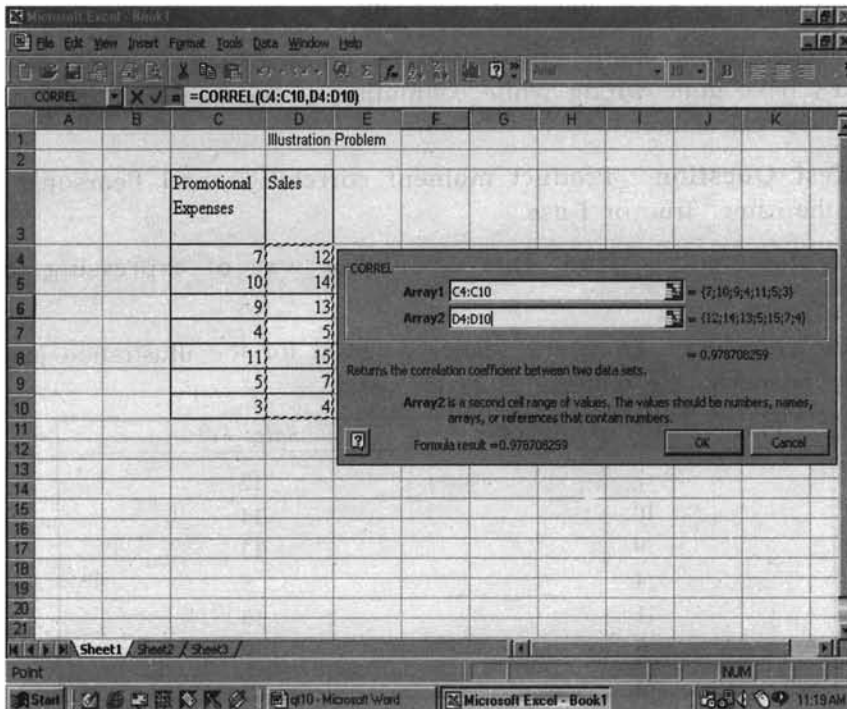 Microsoft Excel - Book1
File Edit View Insert Format Tools Data Window Help
CORREL =CORREL(C4:C10,D4:D10)
A B C D E F G H I J K
1 Illustration Problem
2
3 Promotional Expenses Sales
4 7 12
5 10 14
6 9 13
7 4 5
8 11 15
9 5 7
10 3 4
11
12
13
14
15
16
17
18
19
20
21
CORREL
Array1 C4:C10 = {7;10;9;4;11;5;3}
Array2 D4:D10 = {12;14;13;5;15;7;4}
= 0.978708259
Returns the correlation coefficient between two data sets.
Array2 is a second cell range of values. The values should be numbers, names,
arrays, or references that contain numbers.
Formula result =0.978708259 OK Cancel
Sheet1 Sheet2 Sheet3
Point NUM
Start qt10 - Microsoft Word Microsoft Excel - Book1 11:19 AM